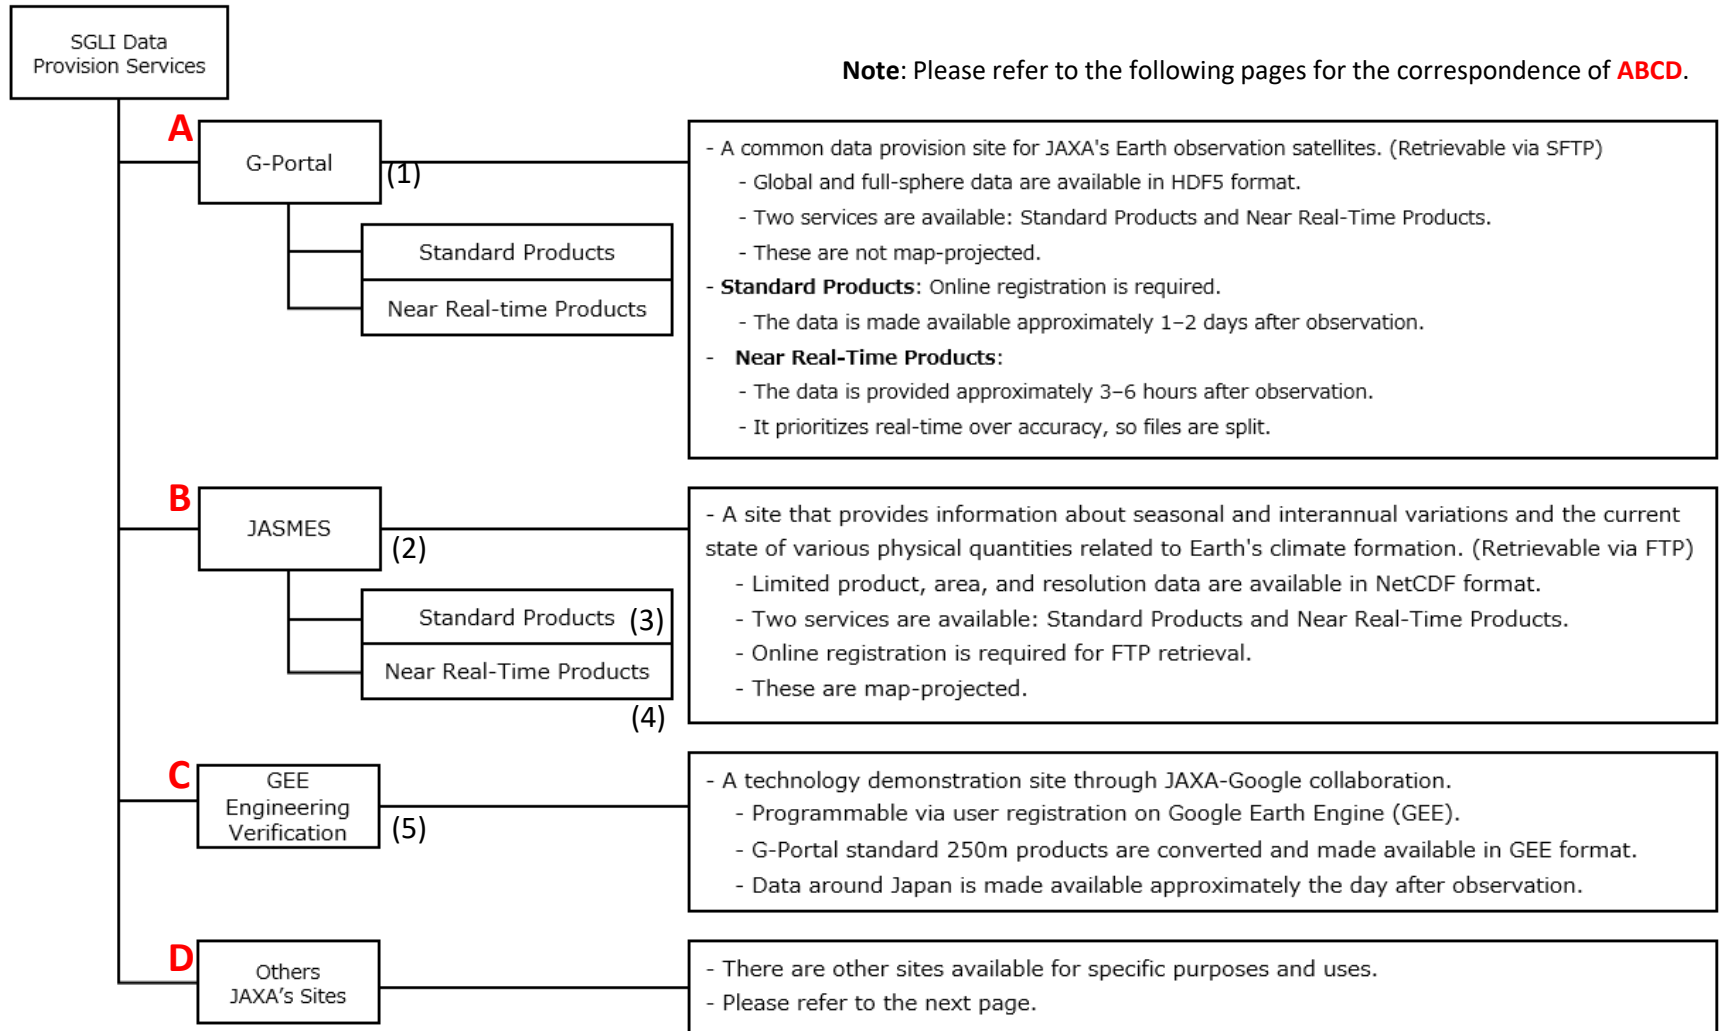 SGLI Data
Provision Services
Note: Please refer to the following pages for the correspondence of ABCD.
A
G-Portal
(1)
Standard Products
Near Real-time Products
- A common data provision site for JAXA's Earth observation satellites. (Retrievable via SFTP)
- Global and full-sphere data are available in HDF5 format.
- Two services are available: Standard Products and Near Real-Time Products.
- These are not map-projected.
- Standard Products: Online registration is required.
- The data is made available approximately 1–2 days after observation.
- Near Real-Time Products:
- The data is provided approximately 3–6 hours after observation.
- It prioritizes real-time over accuracy, so files are split.
B
JASMES
(2)
Standard Products (3)
Near Real-Time Products
(4)
- A site that provides information about seasonal and interannual variations and the current
state of various physical quantities related to Earth's climate formation. (Retrievable via FTP)
- Limited product, area, and resolution data are available in NetCDF format.
- Two services are available: Standard Products and Near Real-Time Products.
- Online registration is required for FTP retrieval.
- These are map-projected.
C
GEE
Engineering
Verification
(5)
- A technology demonstration site through JAXA-Google collaboration.
- Programmable via user registration on Google Earth Engine (GEE).
- G-Portal standard 250m products are converted and made available in GEE format.
- Data around Japan is made available approximately the day after observation.
D
Others
JAXA’s Sites
- There are other sites available for specific purposes and uses.
- Please refer to the next page.